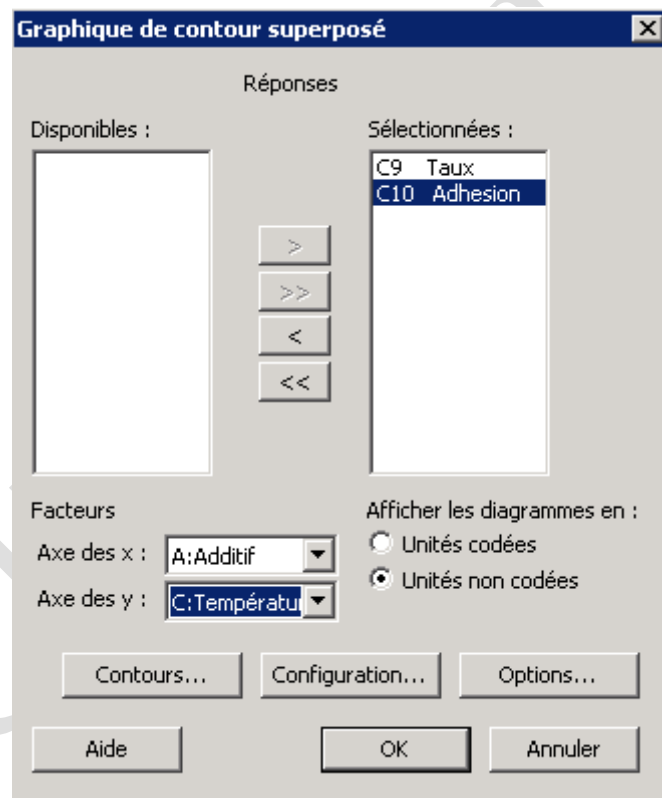 Graphique de contour superposé
Réponses
Disponibles :
Sélectionnées :
C9 Taux
C10 Adhesion
>
>>
<
<<
Facteurs
Afficher les diagrammes en :
Axe des x :
A:Additif
Unités codées
Axe des y :
C:Températu
Unités non codées
Contours...
Configuration...
Options...
Aide
OK
Annuler